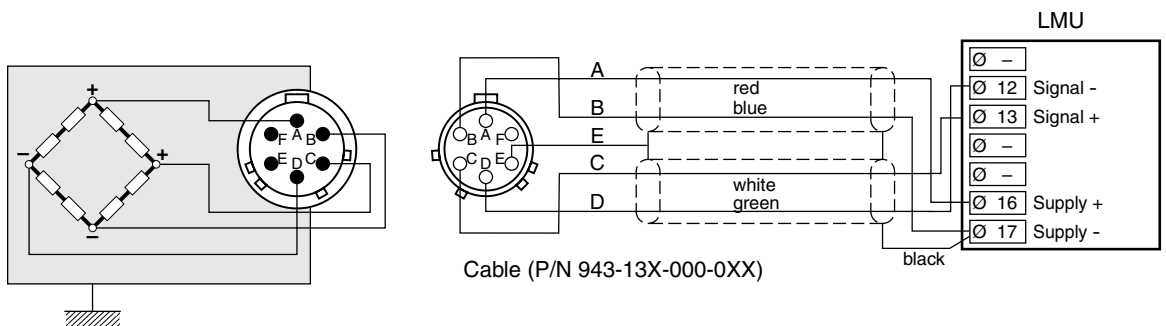 LMU
+
–
+
–
F A B
E D C
B A F
C D E
A
B
E
C
D
red
blue
white
green
black
Ø –
Ø 12 Signal -
Ø 13 Signal +
Ø –
Ø –
Ø 16 Supply +
Ø 17 Supply -
Cable (P/N 943-13X-000-0XX)